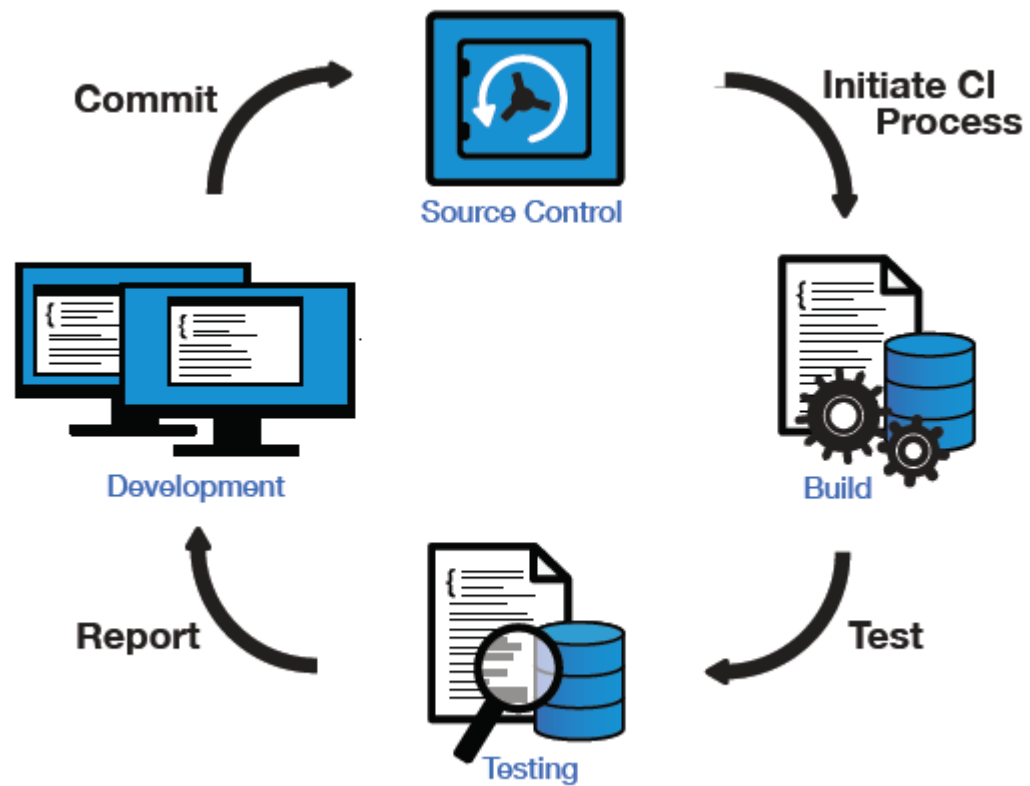 Commit
Initiate CI
Process
Source Control
{
{
{
Development
Build
{
Report
Test
Testing